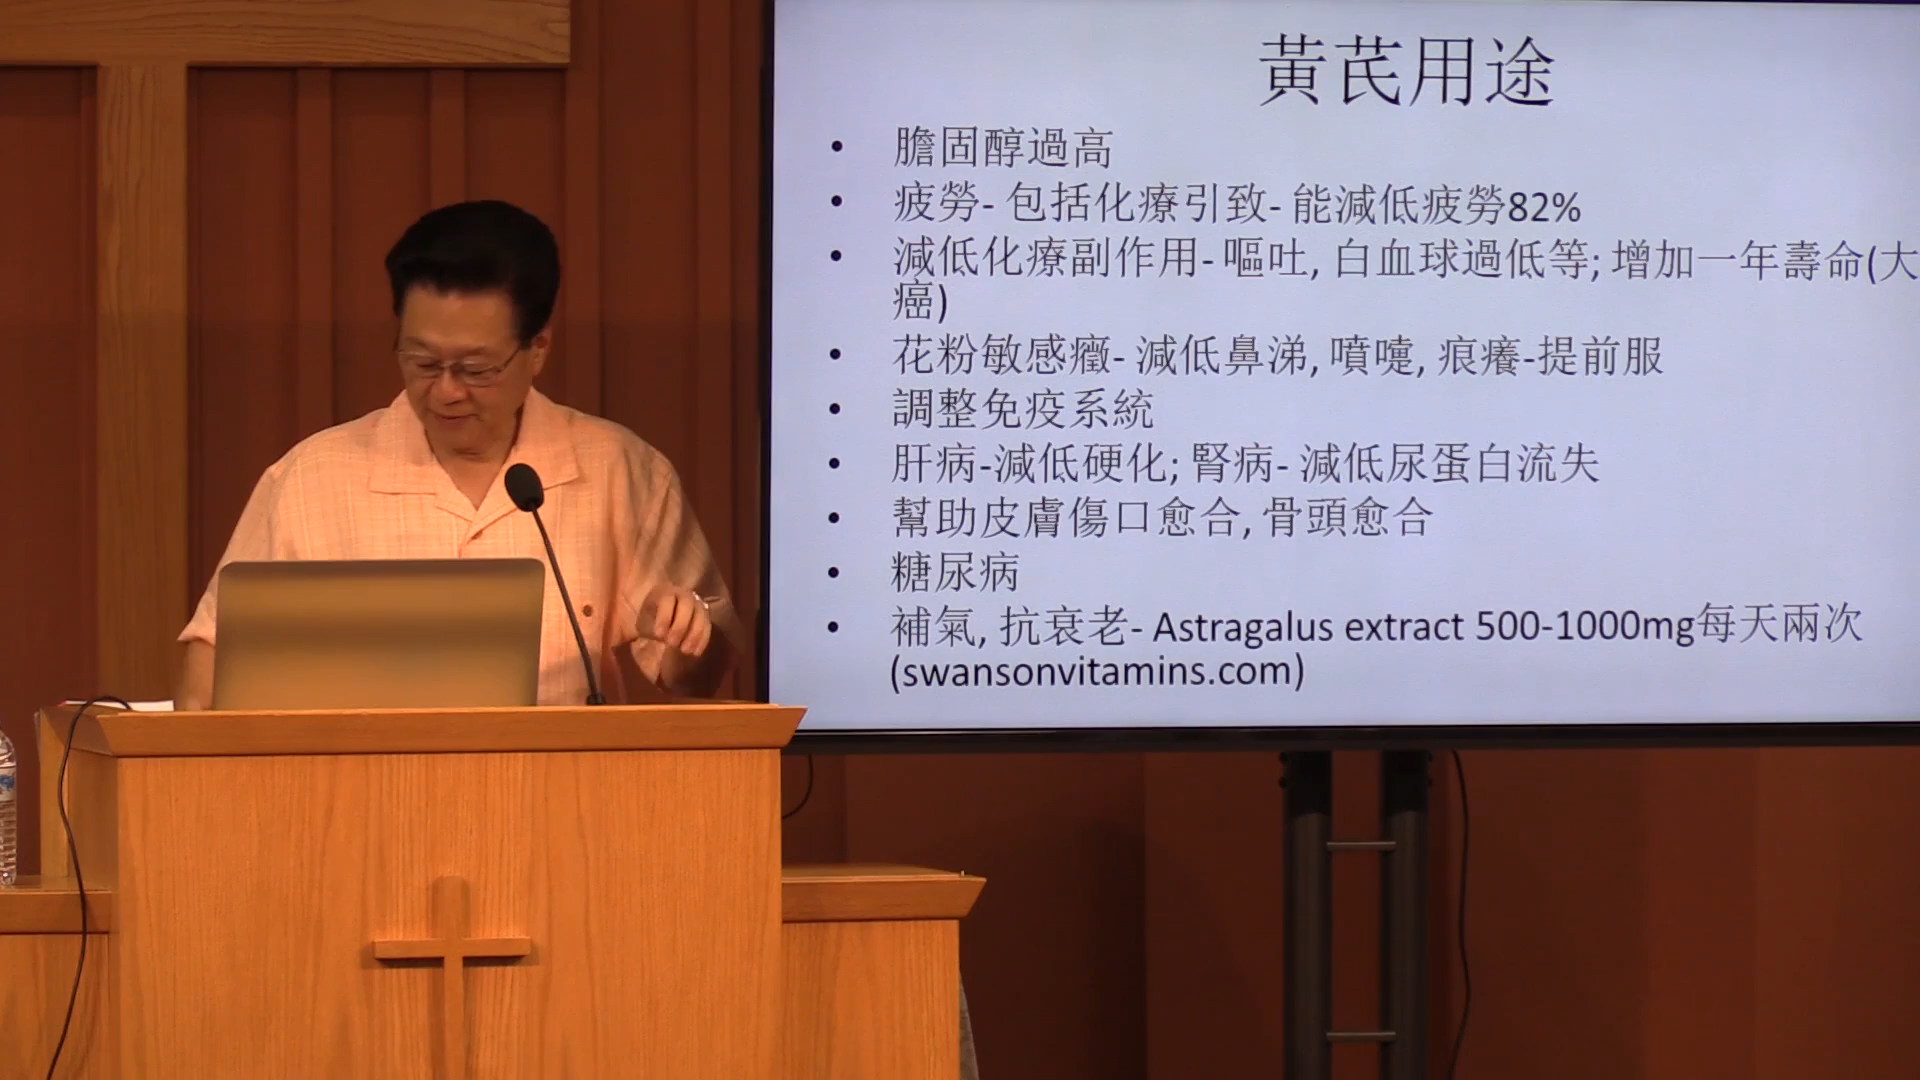 黃芪用途
• 膽固醇過高
• 疲勞- 包括化療引致- 能減低疲勞82%
• 減低化療副作用- 嘔吐, 白血球過低等; 增加一年壽命(大
癌)
• 花粉敏感癥- 減低鼻涕, 噴嚏, 痕癢-提前服
• 調整免疫系統
• 肝病-減低硬化; 腎病- 減低尿蛋白流失
• 幫助皮膚傷口愈合, 骨頭愈合
• 糖尿病
• 補氣, 抗衰老- Astragalus extract 500-1000mg每天兩次
(swansonvitamins.com)